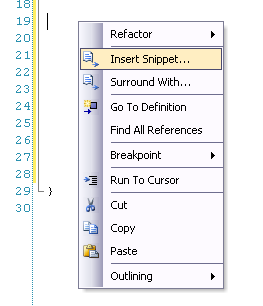 18
19
20
21
22
23
24
25
26
27
28
29 }
30
Refactor
Insert Snippet...
Surround With...
Go To Definition
Find All References
Breakpoint
Run To Cursor
Cut
Copy
Paste
Outlining